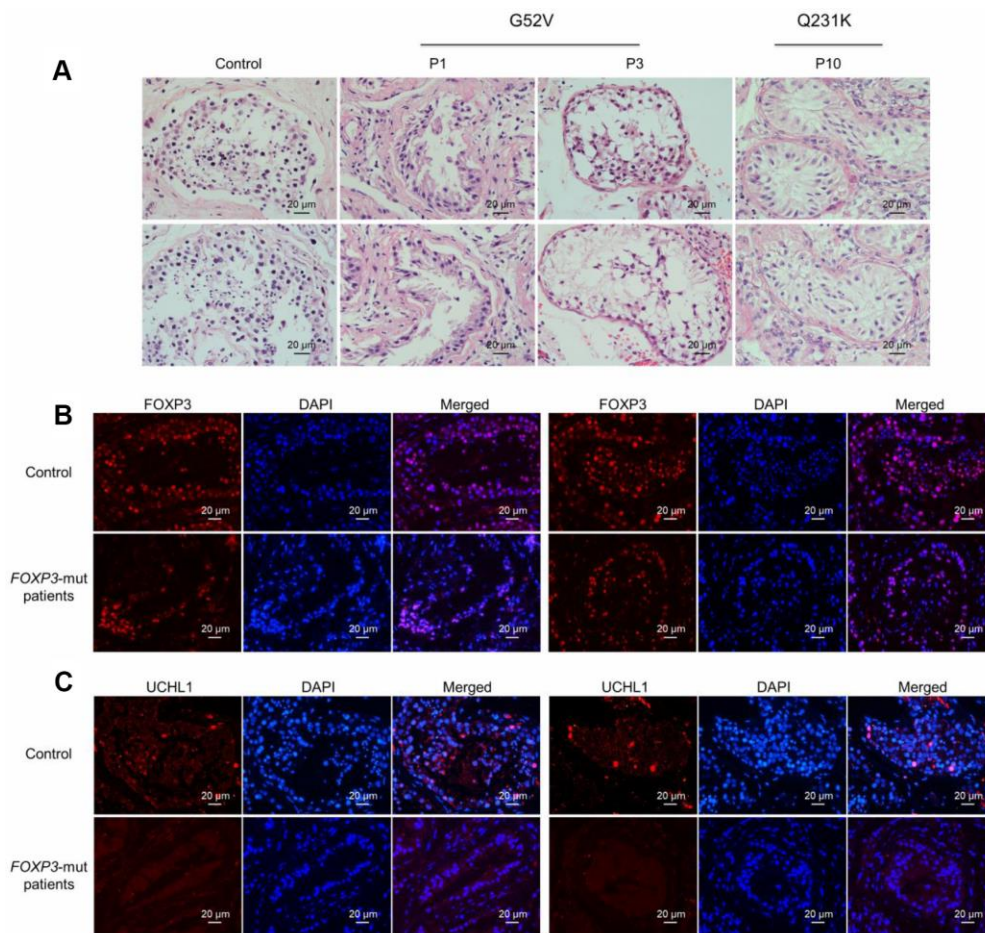 G52V Q231K
A
Control P1 P3 P10
20 µm 20 µm 20 µm 20 µm
20 µm 20 µm 20 µm 20 µm
B
FOXP3 DAPI Merged FOXP3 DAPI Merged
Control
20 µm 20 µm 20 µm 20 µm 20 µm 20 µm
FOXP3-mut
patients
20 µm 20 µm 20 µm 20 µm 20 µm 20 µm
C
UCHL1 DAPI Merged UCHL1 DAPI Merged
Control
20 µm 20 µm 20 µm 20 µm 20 µm 20 µm
FOXP3-mut
patients
20 µm 20 µm 20 µm 20 µm 20 µm 20 µm